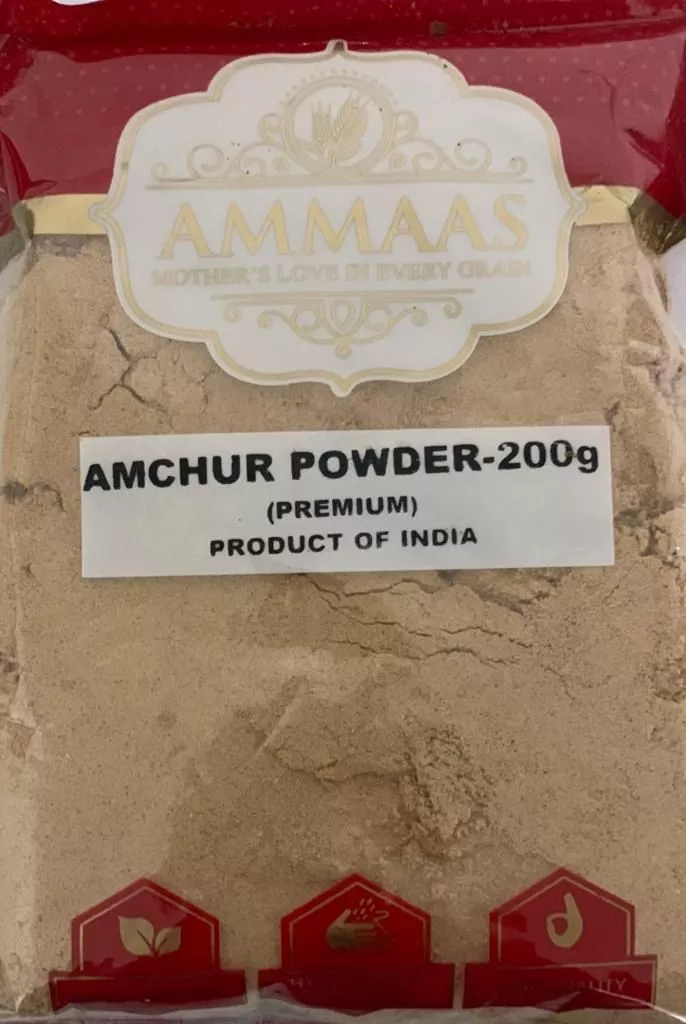 AMMAAS
MOTHER'S LOVE IN EVERY GRAIN
AMCHUR POWDER-200g
(PREMIUM)
PRODUCT OF INDIA